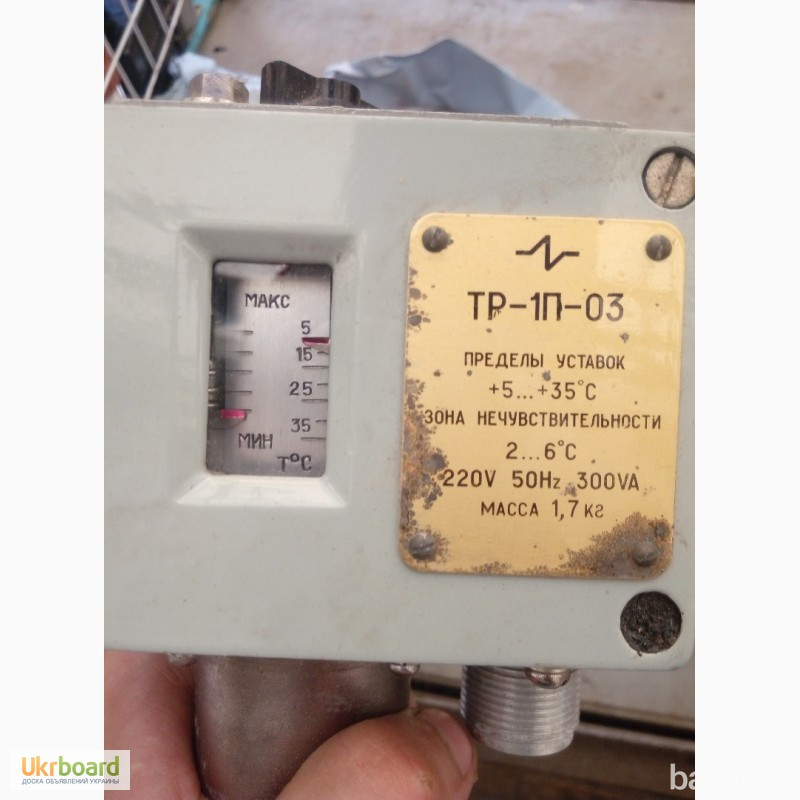 МАКС
5
15
25
35
МИН
Т°С
ТР-1П-03
ПРЕДЕЛЫ УСТАВОК
+5...+35°С
ЗОНА НЕЧУВСТВИТЕЛЬНОСТИ
2...6°С
220V 50Hz 300VA
МАССА 1,7 кг
Ukrboard
ДОСКА ОБЪЯВЛЕНИЙ УКРАИНЫ